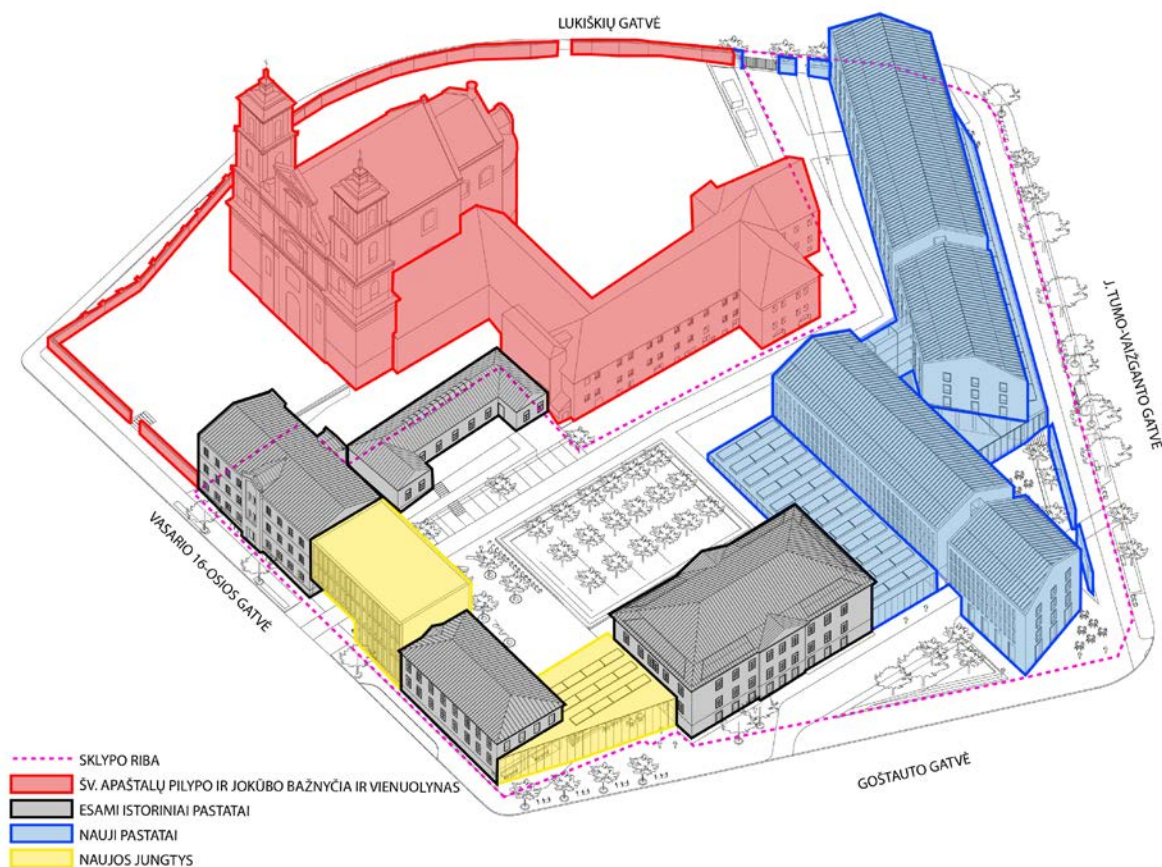 LUKIŠKIŲ GATVĖ
J. TUMO-VAIŽGANTO GATVĖ
VASARIO 16-OSIOS GATVĖ
GOŠTAUTO GATVĖ
SKLYPO RIBA
ŠV. APAŠTALŲ PILYPO IR JOKŪBO BAŽNYČIA IR VIENUOLYNAS
ESAMI ISTORINIAI PASTATAI
NAUJI PASTATAI
NAUJOS JUNGTYS